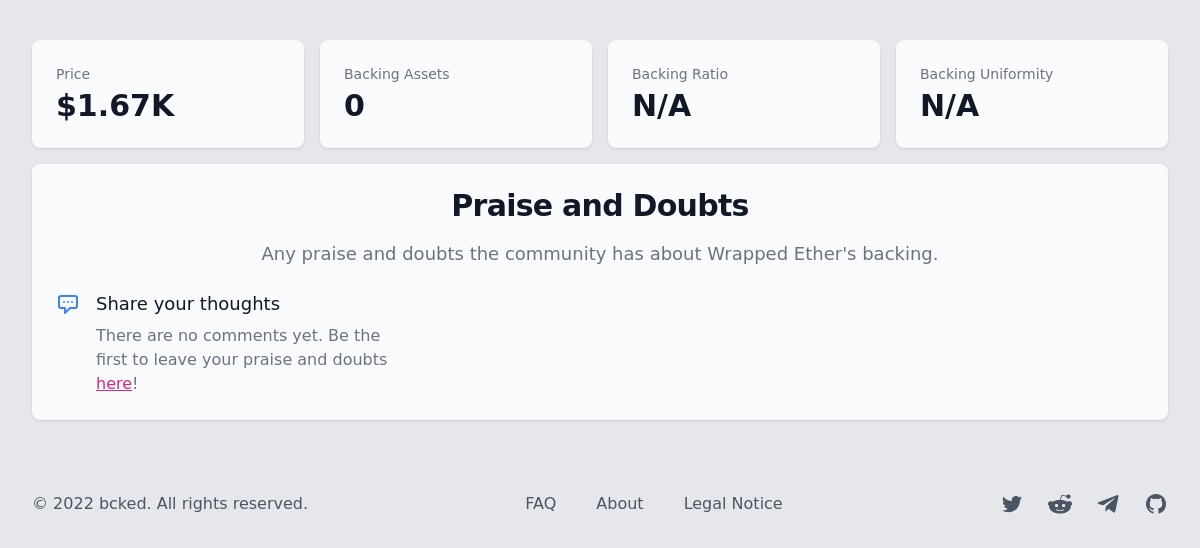 Price
$1.67K
Backing Assets
0
Backing Ratio
N/A
Backing Uniformity
N/A
Praise and Doubts
Any praise and doubts the community has about Wrapped Ether's backing.
Share your thoughts
There are no comments yet. Be the
first to leave your praise and doubts
here!
© 2022 bcked. All rights reserved.
FAQ
About
Legal Notice